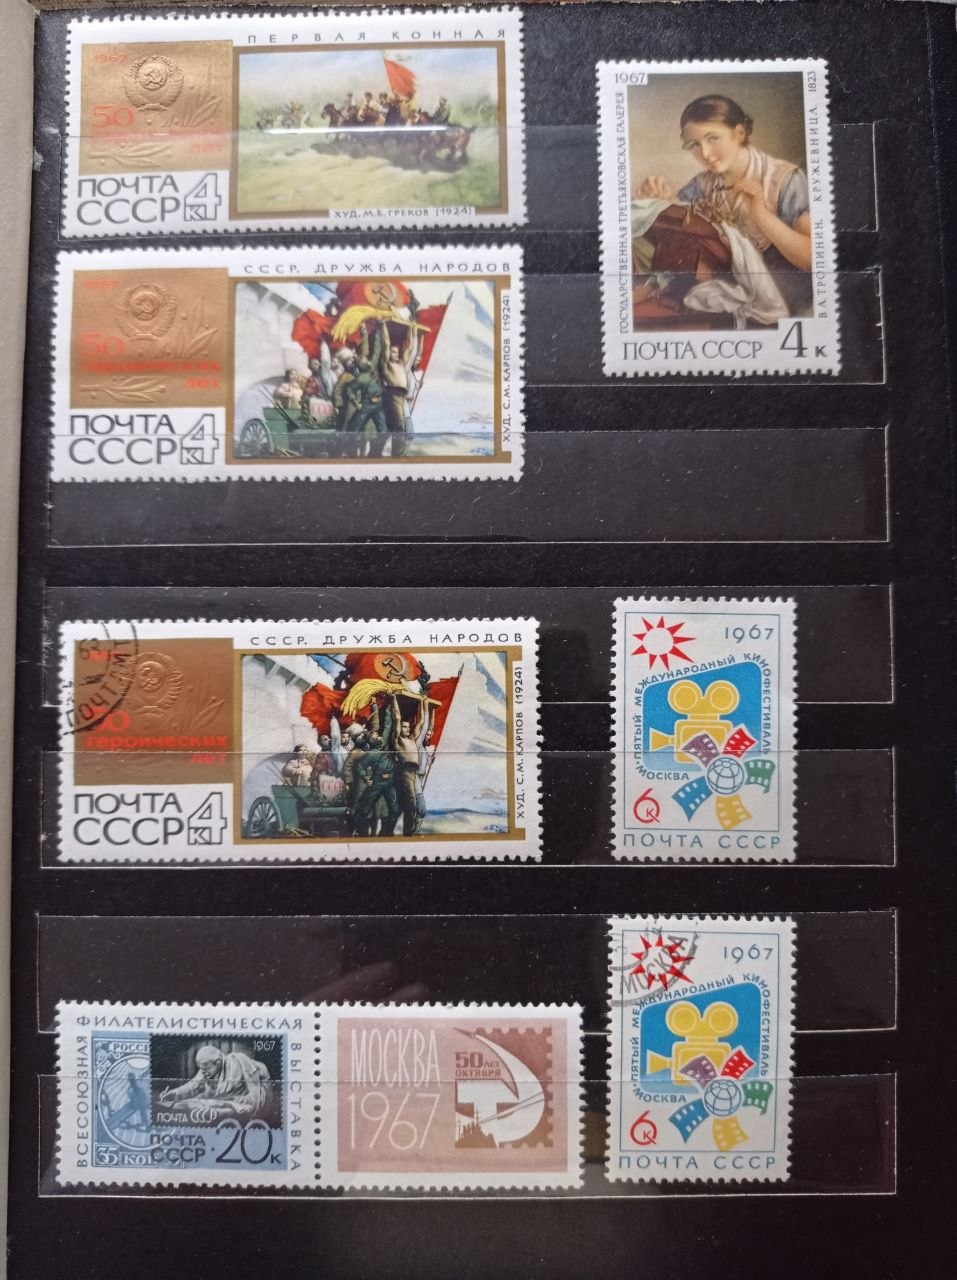 ПЕРВАЯ КОННАЯ
1967
50
ПОЧТА
СССР 4
К
ХУД. М.Б. ГРЕКОВ (1924)
1967
ГОСУДАРСТВЕННАЯ ТРЕТЬЯКОВСКАЯ ГАЛЕРЕЯ
В. А. ТРОПИНИН. КРУЖЕВНИЦА. 1823
ПОЧТА СССР 4 к
СССР. ДРУЖБА НАРОДОВ
1967
50
героических
лет
ПОЧТА
СССР 4
К
ХУД. С.М. КАРПОВ (1924)
СССР. ДРУЖБА НАРОДОВ
героических
лет
ПОЧТА
СССР 4
К
ХУД. С.М. КАРПОВ (1924)
1967
ПЯТЫЙ МЕЖДУНАРОДНЫЙ КИНОФЕСТИВАЛЬ
МОСКВА
6 к
ПОЧТА СССР
ФИЛАТЕЛИСТИЧЕСКАЯ
ВСЕСОЮЗНАЯ
ВЫСТАВКА
1967
ПОЧТА СССР
35
ПОЧТА
СССР 20 к
МОСКВА
1967
50 ЛЕТ
ОКТЯБРЯ
МОСКВА
1967
ПЯТЫЙ МЕЖДУНАРОДНЫЙ КИНОФЕСТИВАЛЬ
МОСКВА
6 к
ПОЧТА СССР